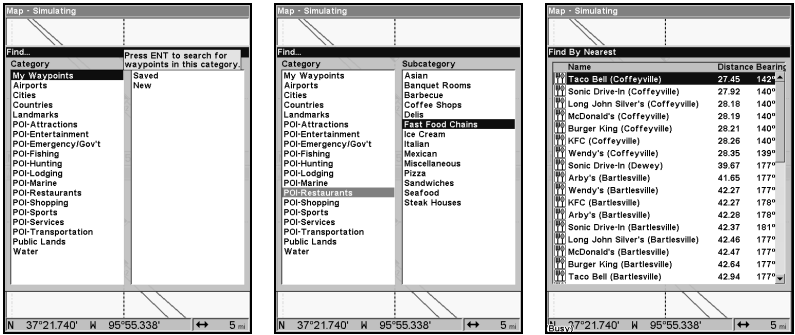 Map - Simulating
Find...
Category
Press ENT to search for
waypoints in this category.
My Waypoints
Airports
Cities
Countries
Landmarks
POI-Attractions
POI-Entertainment
POI-Emergency/Gov't
POI-Fishing
POI-Hunting
POI-Lodging
POI-Marine
POI-Restaurants
POI-Shopping
POI-Sports
POI-Services
POI-Transportation
Public Lands
Water
Saved
New
N 37°21.740' W 95°55.338' ↔ 5 mi
Map - Simulating
Find...
Category
My Waypoints
Airports
Cities
Countries
Landmarks
POI-Attractions
POI-Entertainment
POI-Emergency/Gov't
POI-Fishing
POI-Hunting
POI-Lodging
POI-Marine
POI-Restaurants
POI-Shopping
POI-Sports
POI-Services
POI-Transportation
Public Lands
Water
Subcategory
Asian
Banquet Rooms
Barbecue
Coffee Shops
Delis
Fast Food Chains
Ice Cream
Italian
Mexican
Miscellaneous
Pizza
Sandwiches
Seafood
Steak Houses
N 37°21.740' W 95°55.338' ↔ 5 mi
Map - Simulating
Find By Nearest
Name Distance Bearing
Taco Bell (Coffeyville) 27.45 142°
Sonic Drive-In (Coffeyville) 27.92 140°
Long John Silver's (Coffeyville) 28.18 140°
McDonald's (Coffeyville) 28.19 140°
Burger King (Coffeyville) 28.21 140°
KFC (Coffeyville) 28.26 140°
Wendy's (Coffeyville) 28.35 139°
Sonic Drive-In (Dewey) 39.67 177°
Arby's (Bartlesville) 41.65 177°
Wendy's (Bartlesville) 42.27 177°
KFC (Bartlesville) 42.27 177°
Arby's (Bartlesville) 42.28 178°
Sonic Drive-In (Bartlesville) 42.37 181°
Long John Silver's (Bartlesville) 42.46 177°
McDonald's (Bartlesville) 42.47 177°
Burger King (Bartlesville) 42.64 177°
Taco Bell (Bartlesville) 42.94 177°
N 37°21.740' W 95°55.338' ↔ 5 mi
(Busy)